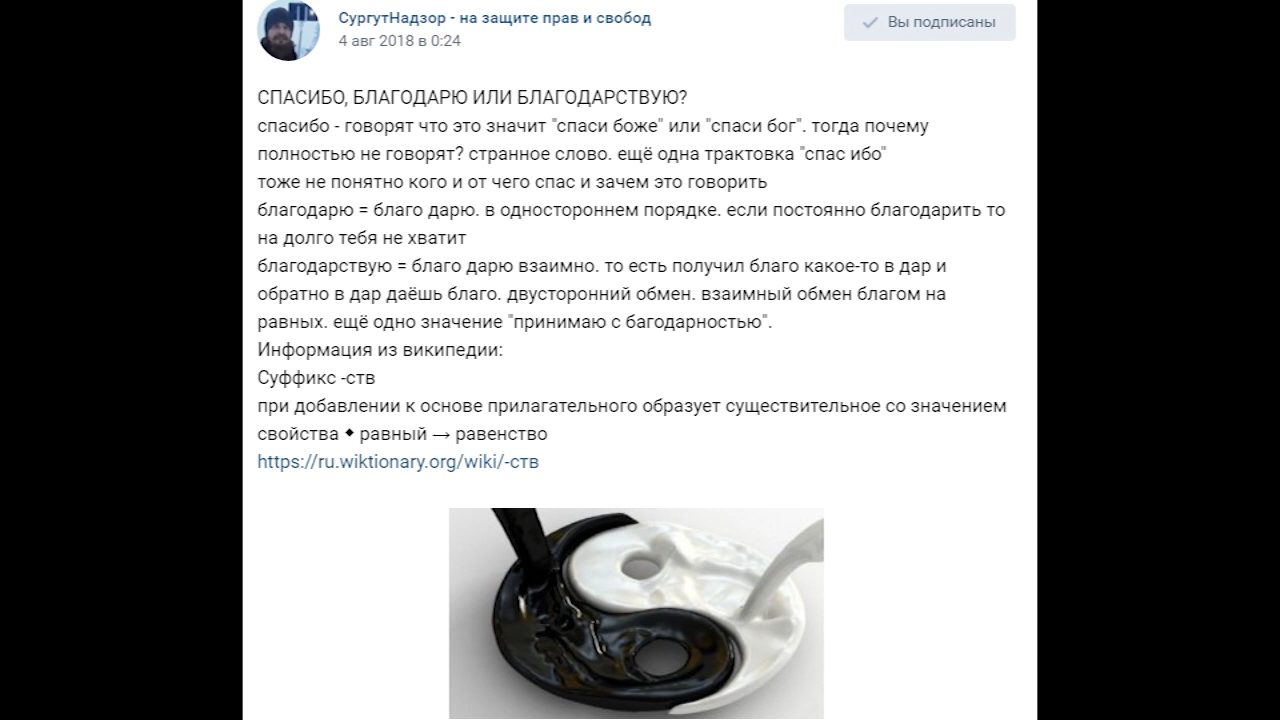 СургутНадзор - на защите прав и свобод
4 авг 2018 в 0:24
Вы подписаны
СПАСИБО, БЛАГОДАРЮ ИЛИ БЛАГОДАРСТВУЮ?
спасибо - говорят что это значит "спаси боже" или "спаси бог". тогда почему
полностью не говорят? странное слово. ещё одна трактовка "спас ибо"
тоже не понятно кого и от чего спас и зачем это говорить
благодарю = благо дарю. в одностороннем порядке. если постоянно благодарить то
на долго тебя не хватит
благодарствую = благо дарю взаимно. то есть получил благо какое-то в дар и
обратно в дар даёшь благо. двусторонний обмен. взаимный обмен благом на
равных. ещё одно значение "принимаю с багодарностью".
Информация из википедии:
Суффикс -ств
при добавлении к основе прилагательного образует существительное со значением
свойства ◆ равный → равенство
https://ru.wiktionary.org/wiki/-ств